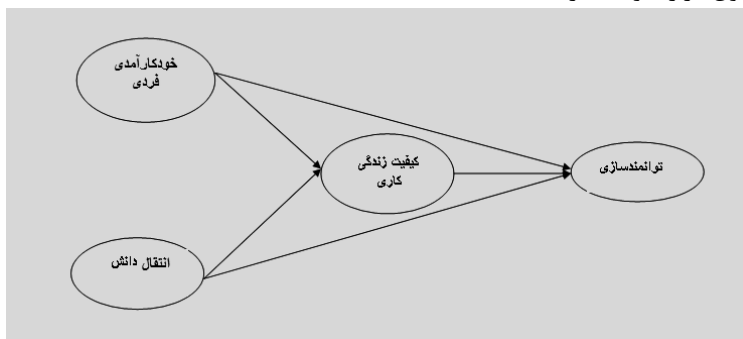 خودکارآمدی
فردی
کیفیت زندگی
کاری
توانمندسازی
انتقال دانش